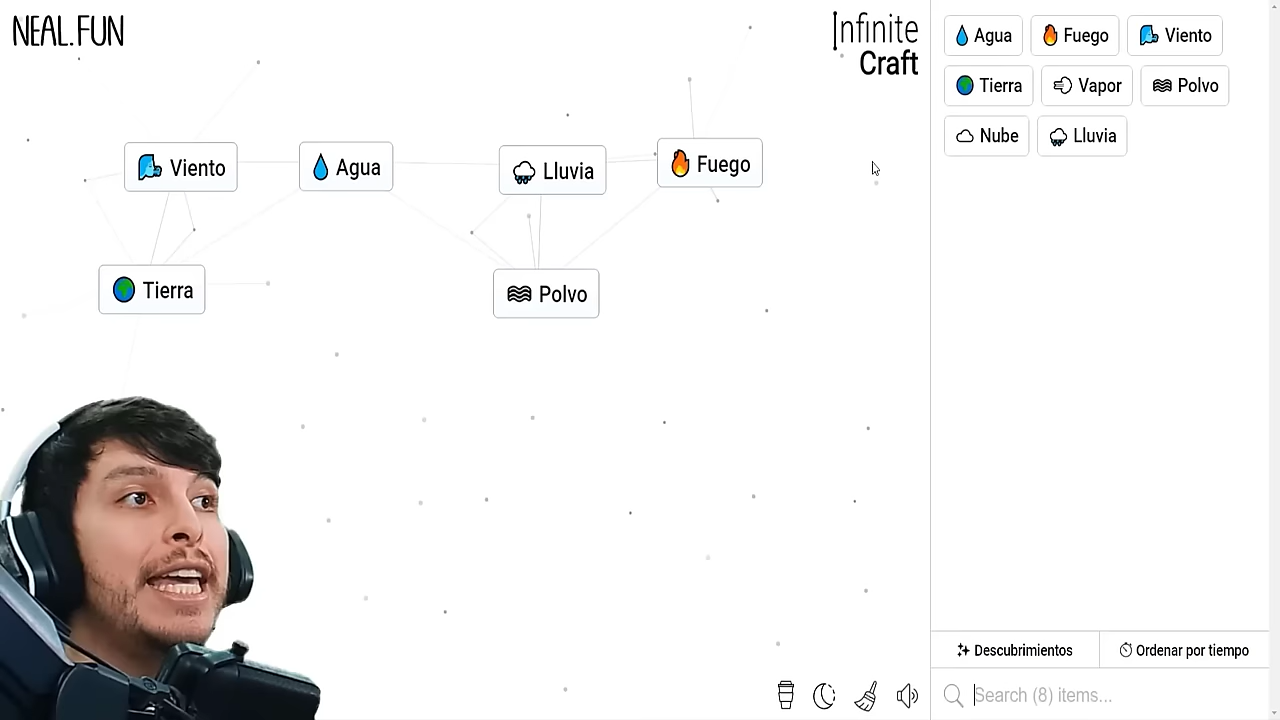 NEAL.FUN
Infinite
Craft
Viento
Agua
Lluvia
Fuego
Tierra
Polvo
Agua
Fuego
Viento
Tierra
Vapor
Polvo
Nube
Lluvia
Descubrimientos
Ordenar por tiempo
Search (8) items...